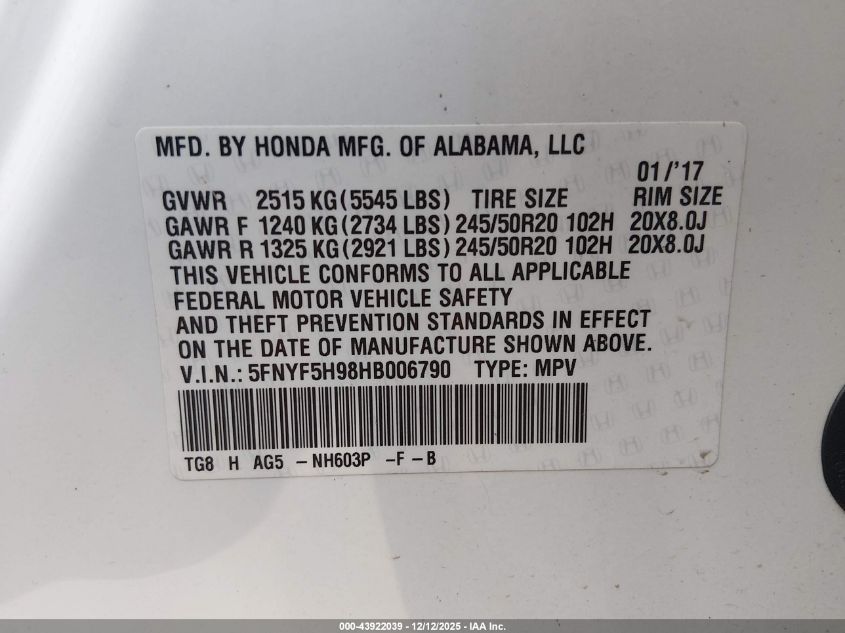 MFD. BY HONDA MFG. OF ALABAMA, LLC
01/'17
GVWR 2515 KG (5545 LBS) TIRE SIZE RIM SIZE
GAWR F 1240 KG (2734 LBS) 245/50R20 102H 20X8.0J
GAWR R 1325 KG (2921 LBS) 245/50R20 102H 20X8.0J
THIS VEHICLE CONFORMS TO ALL APPLICABLE
FEDERAL MOTOR VEHICLE SAFETY
AND THEFT PREVENTION STANDARDS IN EFFECT
ON THE DATE OF MANUFACTURE SHOWN ABOVE.
V.I.N.: 5FNYF5H98HB006790 TYPE: MPV
TG8 H AG5 -NH603P -F -B
000-43922039 - 12/12/2025 - IAA Inc.